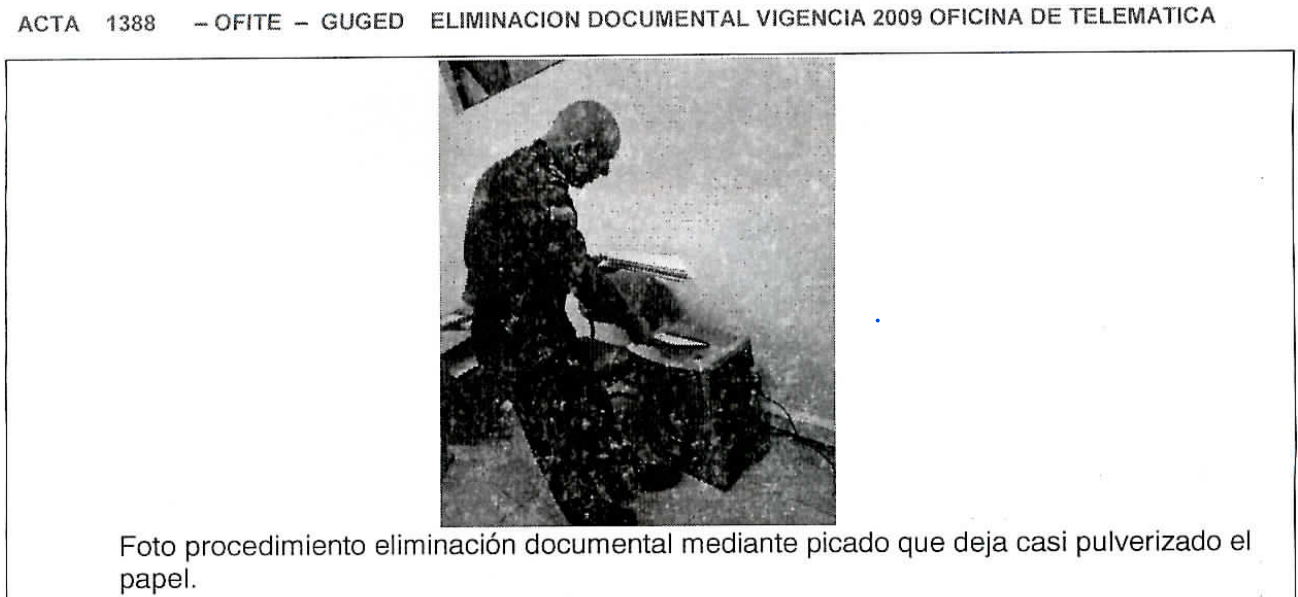 ACTA 1388 – OFITE – GUGED ELIMINACION DOCUMENTAL VIGENCIA 2009 OFICINA DE TELEMATICA
Foto procedimiento eliminación documental mediante picado que deja casi pulverizado el
papel.